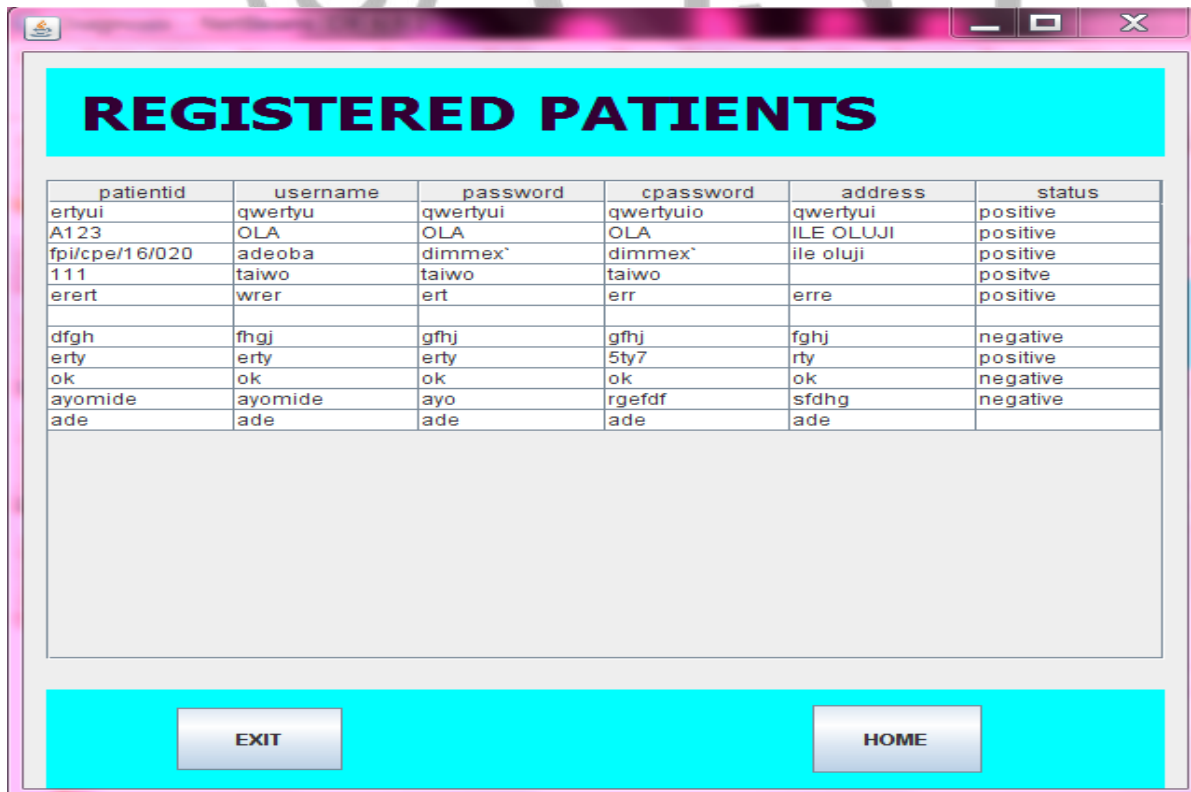 REGISTERED PATIENTS
patientid username password cpassword address status
ertyui qwertyu qwertyui qwertyuio qwertyui positive
A123 OLA OLA OLA ILE OLUJI positive
fpi/cpe/16/020 adeoba dimmex` dimmex` ile oluji positive
111 taiwo taiwo taiwo positve
erert wrer ert err erre positive
dfgh fhgj gfhj gfhj fghj negative
erty erty erty 5ty7 rty positive
ok ok ok ok ok negative
ayomide ayomide ayo rgefdf sfdhg negative
ade ade ade ade ade
EXIT HOME